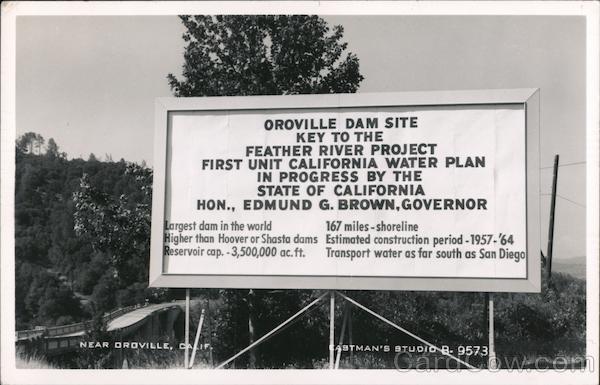 OROVILLE DAM SITE
KEY TO THE
FEATHER RIVER PROJECT
FIRST UNIT CALIFORNIA WATER PLAN
IN PROGRESS BY THE
STATE OF CALIFORNIA
HON., EDMUND G. BROWN, GOVERNOR
Largest dam in the world
Higher than Hoover or Shasta dams
Reservoir cap. - 3,500,000 ac. ft.
167 miles - shoreline
Estimated construction period - 1957-'64
Transport water as far south as San Diego
NEAR OROVILLE, CALIF.
EASTMAN'S STUDIO B-9573
CardCow.com